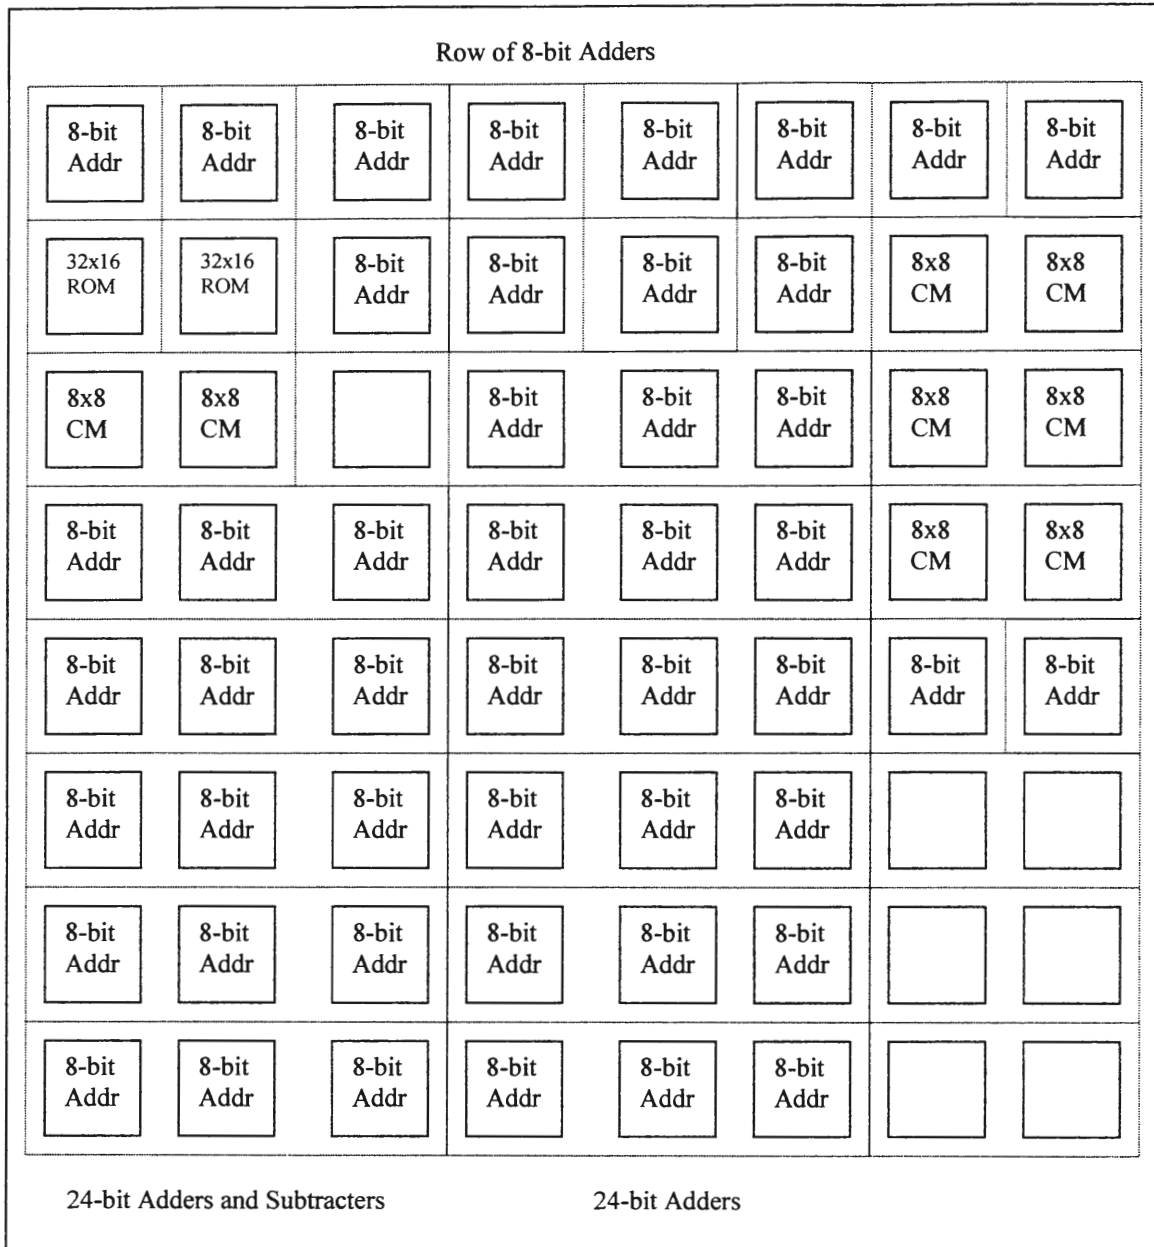 Row of 8-bit Adders
8-bit 8-bit 8-bit 8-bit 8-bit 8-bit 8-bit 8-bit
Addr Addr Addr Addr Addr Addr Addr Addr
32x16 32x16 8-bit 8-bit 8-bit 8-bit 8x8 8x8
ROM ROM Addr Addr Addr Addr CM CM
8x8 8x8 8-bit 8-bit 8-bit 8x8 8x8
CM CM Addr Addr Addr CM CM
8-bit 8-bit 8-bit 8-bit 8-bit 8-bit 8x8 8x8
Addr Addr Addr Addr Addr Addr CM CM
8-bit 8-bit 8-bit 8-bit 8-bit 8-bit 8-bit 8-bit
Addr Addr Addr Addr Addr Addr Addr Addr
8-bit 8-bit 8-bit 8-bit 8-bit 8-bit
Addr Addr Addr Addr Addr Addr
8-bit 8-bit 8-bit 8-bit 8-bit 8-bit
Addr Addr Addr Addr Addr Addr
8-bit 8-bit 8-bit 8-bit 8-bit 8-bit
Addr Addr Addr Addr Addr Addr
24-bit Adders and Subtracters 24-bit Adders